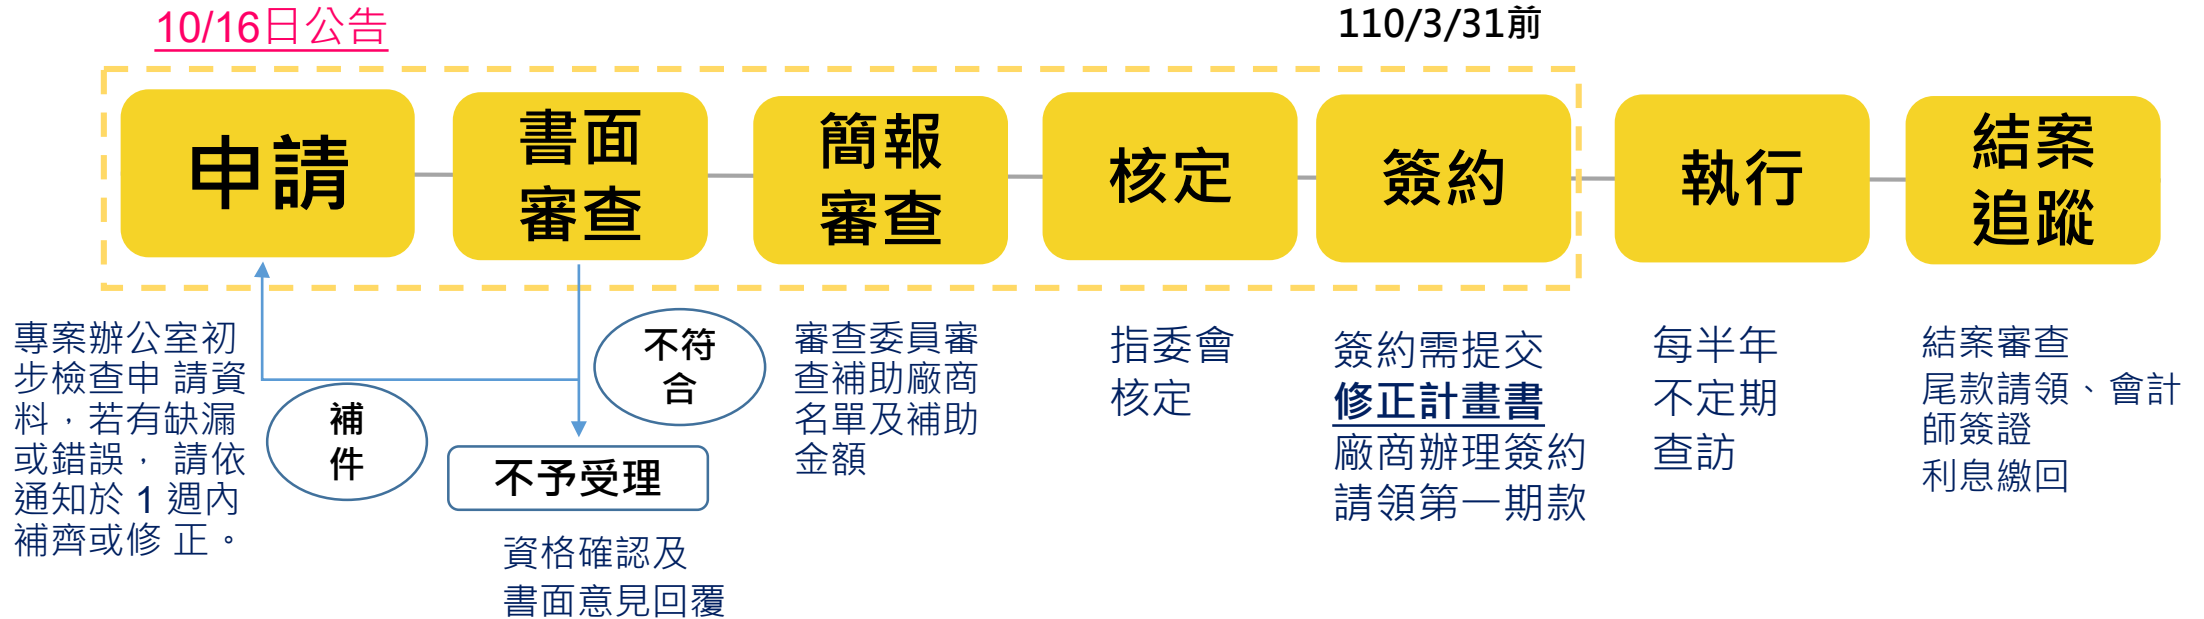 10/16日公告
110/3/31前
申請
書面
審查
簡報
審查
核定
簽約
執行
結案
追蹤
專案辦公室初
步檢查申 請資
料，若有缺漏
或錯誤， 請依
通知於 1 週內
補齊或修 正。
補
件
不符
合
不予受理
資格確認及
書面意見回覆
審查委員審
查補助廠商
名單及補助
金額
指委會
核定
簽約需提交
修正計畫書
廠商辦理簽約
請領第一期款
每半年
不定期
查訪
結案審查
尾款請領、會計
師簽證
利息繳回